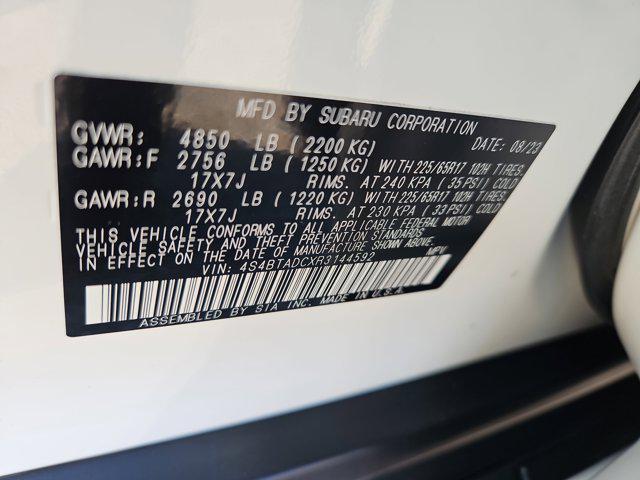 MFD BY SUBARU CORPORATION
GVWR: 4850 LB (2200 KG) DATE: 08/23
GAWR:F 2756 LB (1250 KG) WITH 225/65R17 102H TIRES,
17X7J RIMS, AT 240 KPA (35 PSI) COLD
GAWR:R 2690 LB (1220 KG) WITH 225/65R17 102H TIRES,
17X7J RIMS, AT 230 KPA (33 PSI) COLD
THIS VEHICLE CONFORMS TO ALL APPLICABLE FEDERAL MOTOR
VEHICLE SAFETY AND THEFT PREVENTION STANDARDS
IN EFFECT ON THE DATE OF MANUFACTURE SHOWN ABOVE.
VIN: 4S4BTADCXR3144592 MPV
ASSEMBLED BY SIA INC. MADE IN U.S.A.